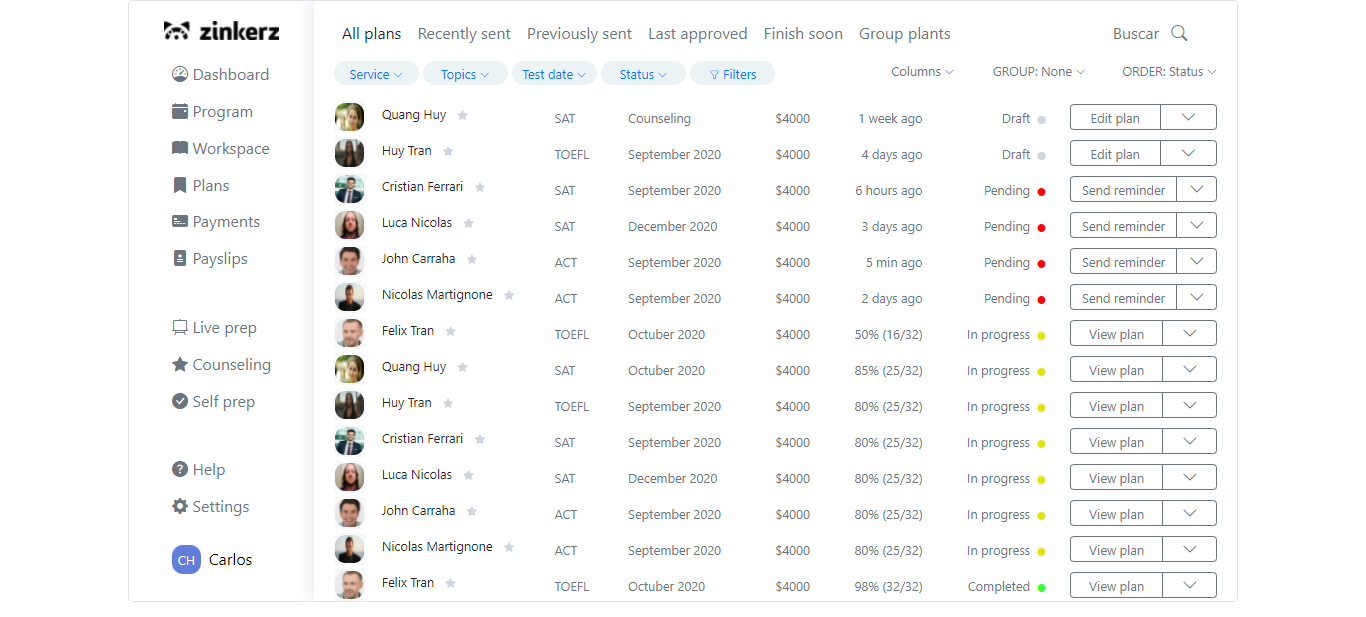 zinkerz
Dashboard
Program
Workspace
Plans
Payments
Payslips
Live prep
Counseling
Self prep
Help
Settings
CH Carlos
All plans Recently sent Previously sent Last approved Finish soon Group plants Buscar
Service Topics Test date Status Filters Columns GROUP: None ORDER: Status
Quang Huy SAT Counseling $4000 1 week ago Draft Edit plan
Huy Tran TOEFL September 2020 $4000 4 days ago Draft Edit plan
Cristian Ferrari SAT September 2020 $4000 6 hours ago Pending Send reminder
Luca Nicolas SAT December 2020 $4000 3 days ago Pending Send reminder
John Carraha ACT September 2020 $4000 5 min ago Pending Send reminder
Nicolas Martignone ACT September 2020 $4000 2 days ago Pending Send reminder
Felix Tran TOEFL Octuber 2020 $4000 50% (16/32) In progress View plan
Quang Huy SAT Octuber 2020 $4000 85% (25/32) In progress View plan
Huy Tran TOEFL September 2020 $4000 80% (25/32) In progress View plan
Cristian Ferrari SAT September 2020 $4000 80% (25/32) In progress View plan
Luca Nicolas SAT December 2020 $4000 80% (25/32) In progress View plan
John Carraha ACT September 2020 $4000 80% (25/32) In progress View plan
Nicolas Martignone ACT September 2020 $4000 80% (25/32) In progress View plan
Felix Tran TOEFL Octuber 2020 $4000 98% (32/32) Completed View plan